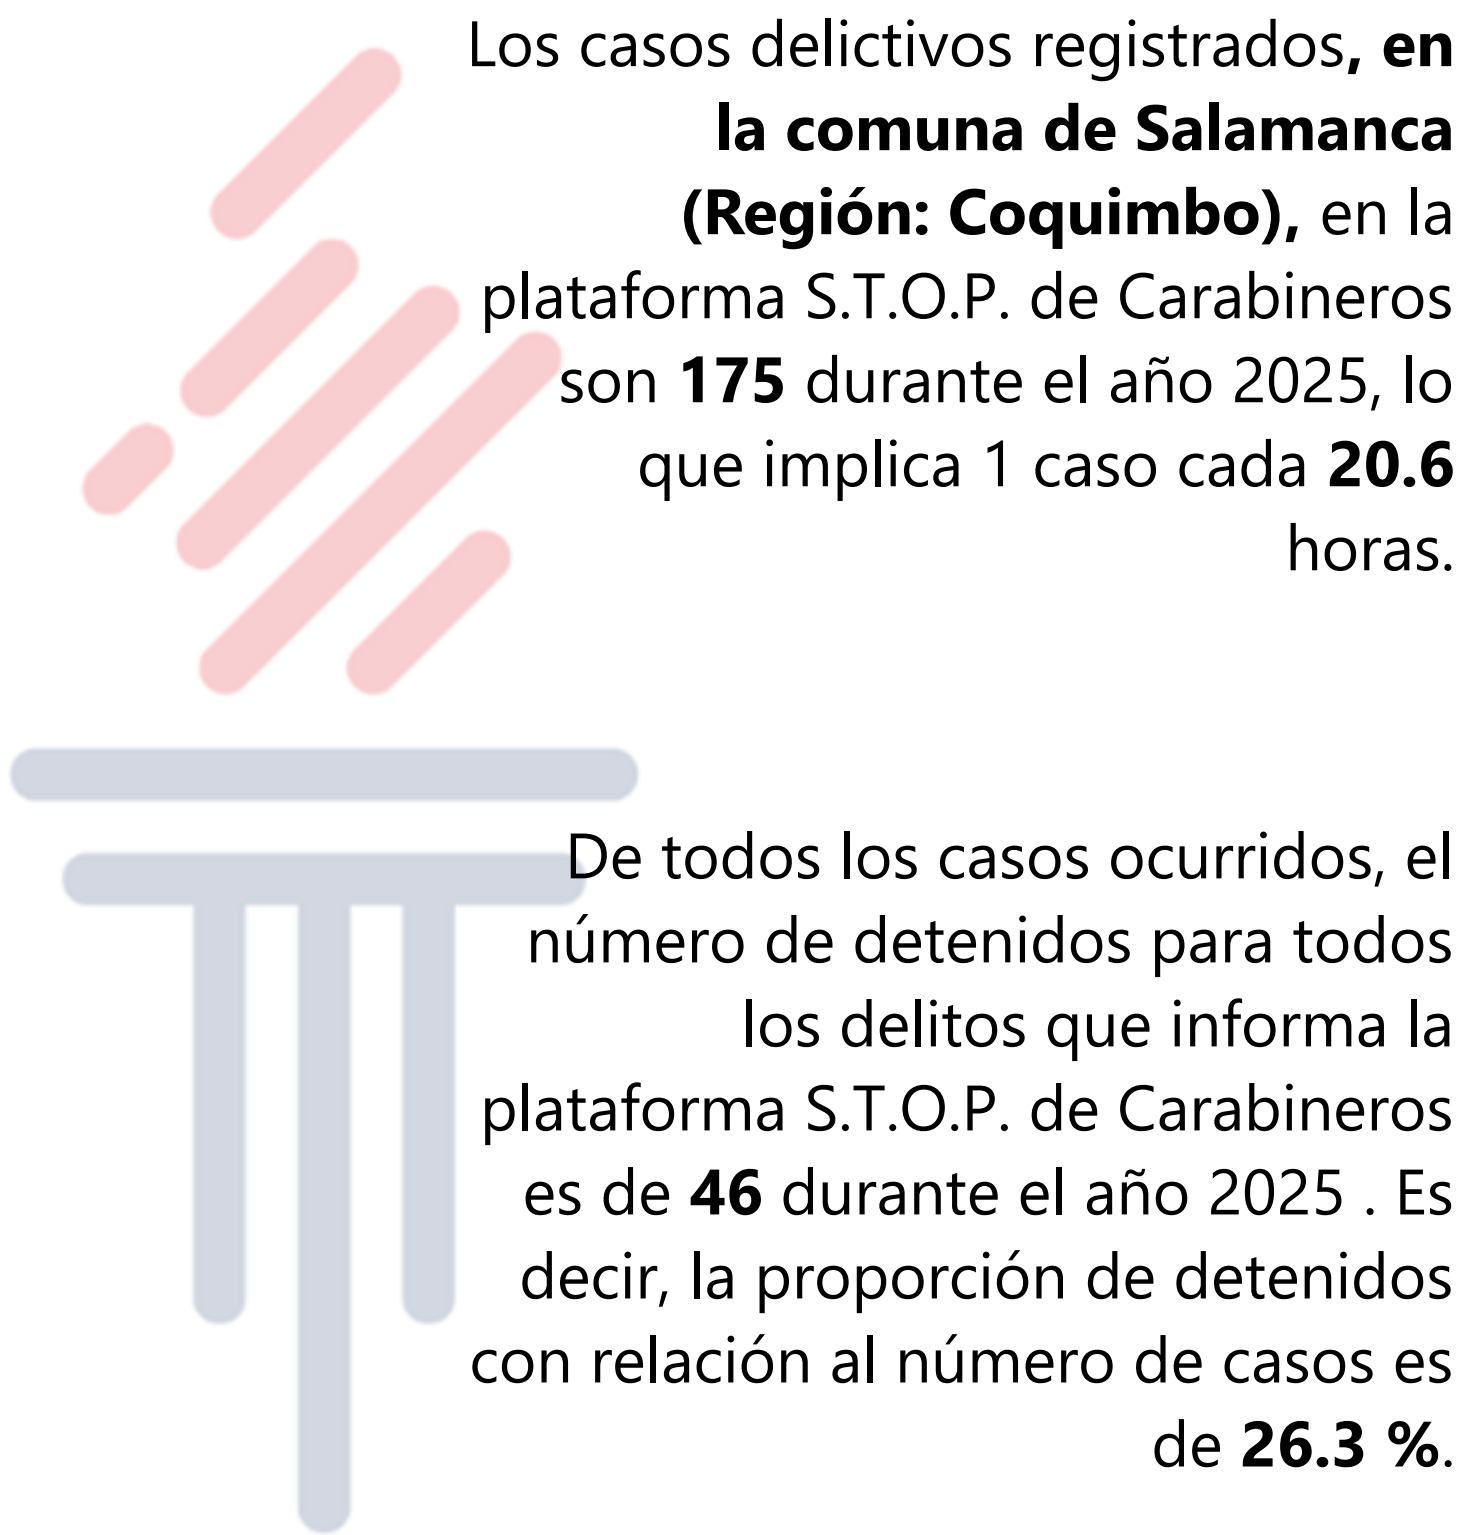 Los casos delictivos registrados, en
la comuna de Salamanca
(Región: Coquimbo), en la
plataforma S.T.O.P. de Carabineros
son 175 durante el año 2025, lo
que implica 1 caso cada 20.6
horas.
De todos los casos ocurridos, el
número de detenidos para todos
los delitos que informa la
plataforma S.T.O.P. de Carabineros
es de 46 durante el año 2025 . Es
decir, la proporción de detenidos
con relación al número de casos es
de 26.3 %.